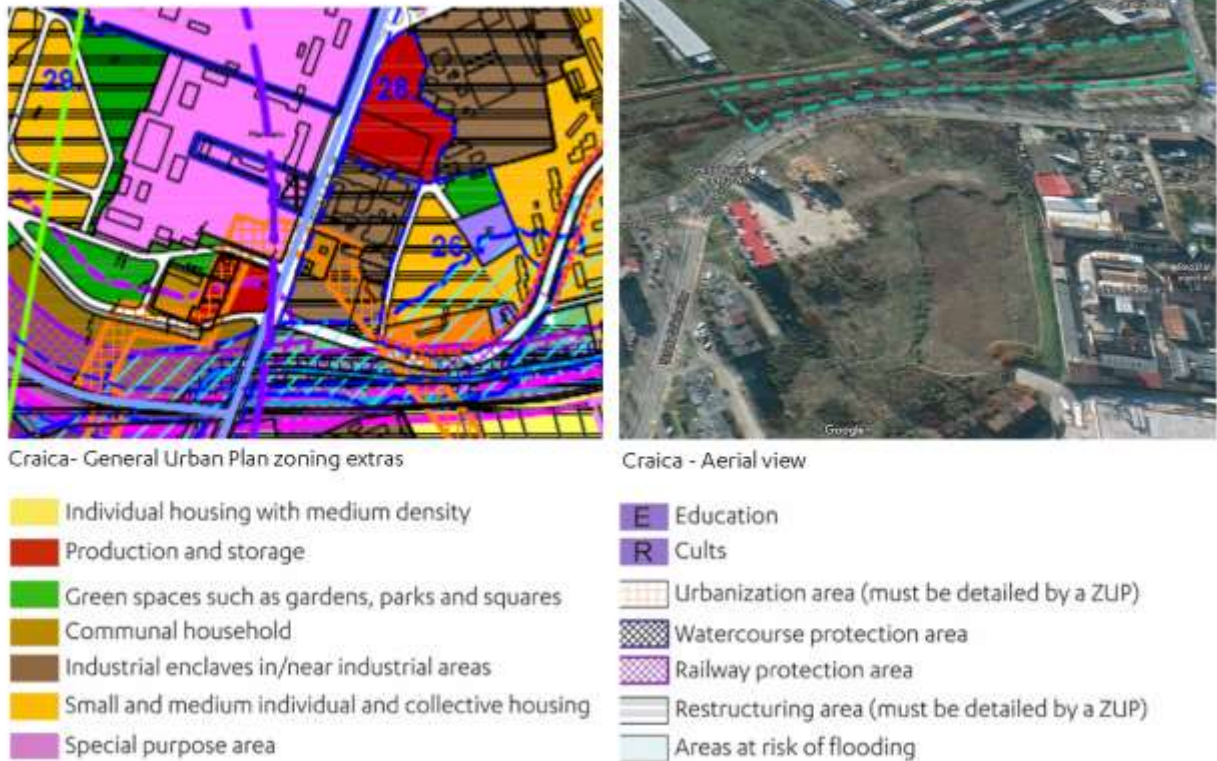 29.
28.
26.
Google
Craica- General Urban Plan zoning extras
Craica - Aerial view
Individual housing with medium density
Production and storage
Green spaces such as gardens, parks and squares
Communal household
Industrial enclaves in/near industrial areas
Small and medium individual and collective housing
Special purpose area
E Education
R Cults
Urbanization area (must be detailed by a ZUP)
Watercourse protection area
Railway protection area
Restructuring area (must be detailed by a ZUP)
Areas at risk of flooding